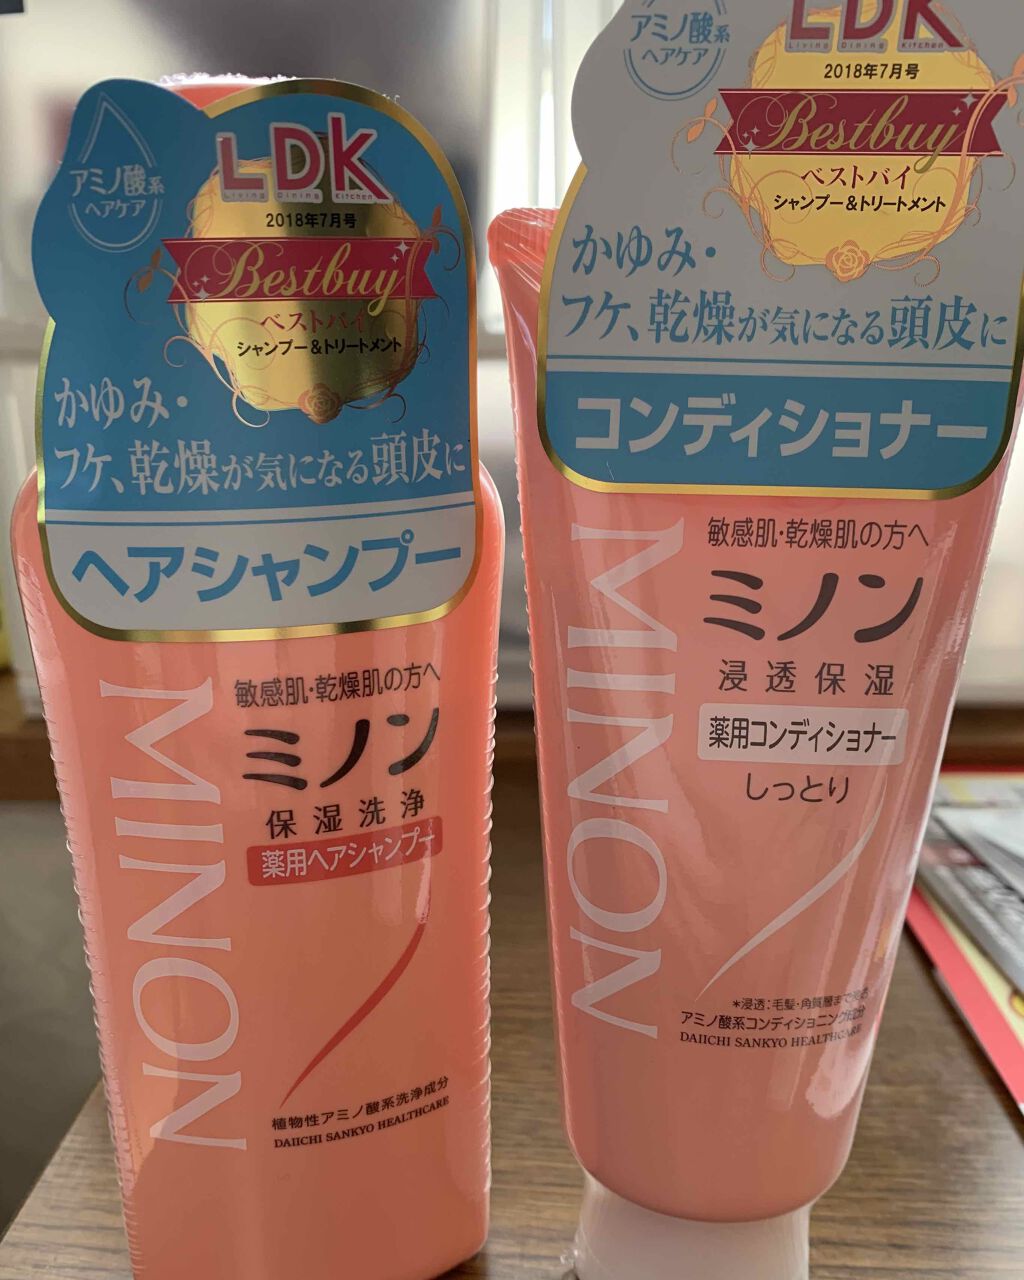 アミノ酸系
ヘアケア
LDK
Living Dining Kitchen
2018年7月号
Bestbuy
ベストバイ
シャンプー&トリートメント
かゆみ・
フケ、乾燥が気になる頭皮に
ヘアシャンプー
敏感肌・乾燥肌の方へ
ミノン
保湿洗浄
薬用ヘアシャンプー
MINON
植物性アミノ酸系洗浄成分
DAIICHI SANKYO HEALTHCARE
アミノ酸系
ヘアケア
LDK
Living Dining Kitchen
2018年7月号
Bestbuy
ベストバイ
シャンプー&トリートメント
かゆみ・
フケ、乾燥が気になる頭皮に
コンディショナー
敏感肌・乾燥肌の方へ
ミノン
浸透保湿
薬用コンディショナー
しっとり
MINON
*浸透:毛髪・角質層まで
アミノ酸系コンディショニング成分
DAIICHI SANKYO HEALTHCARE